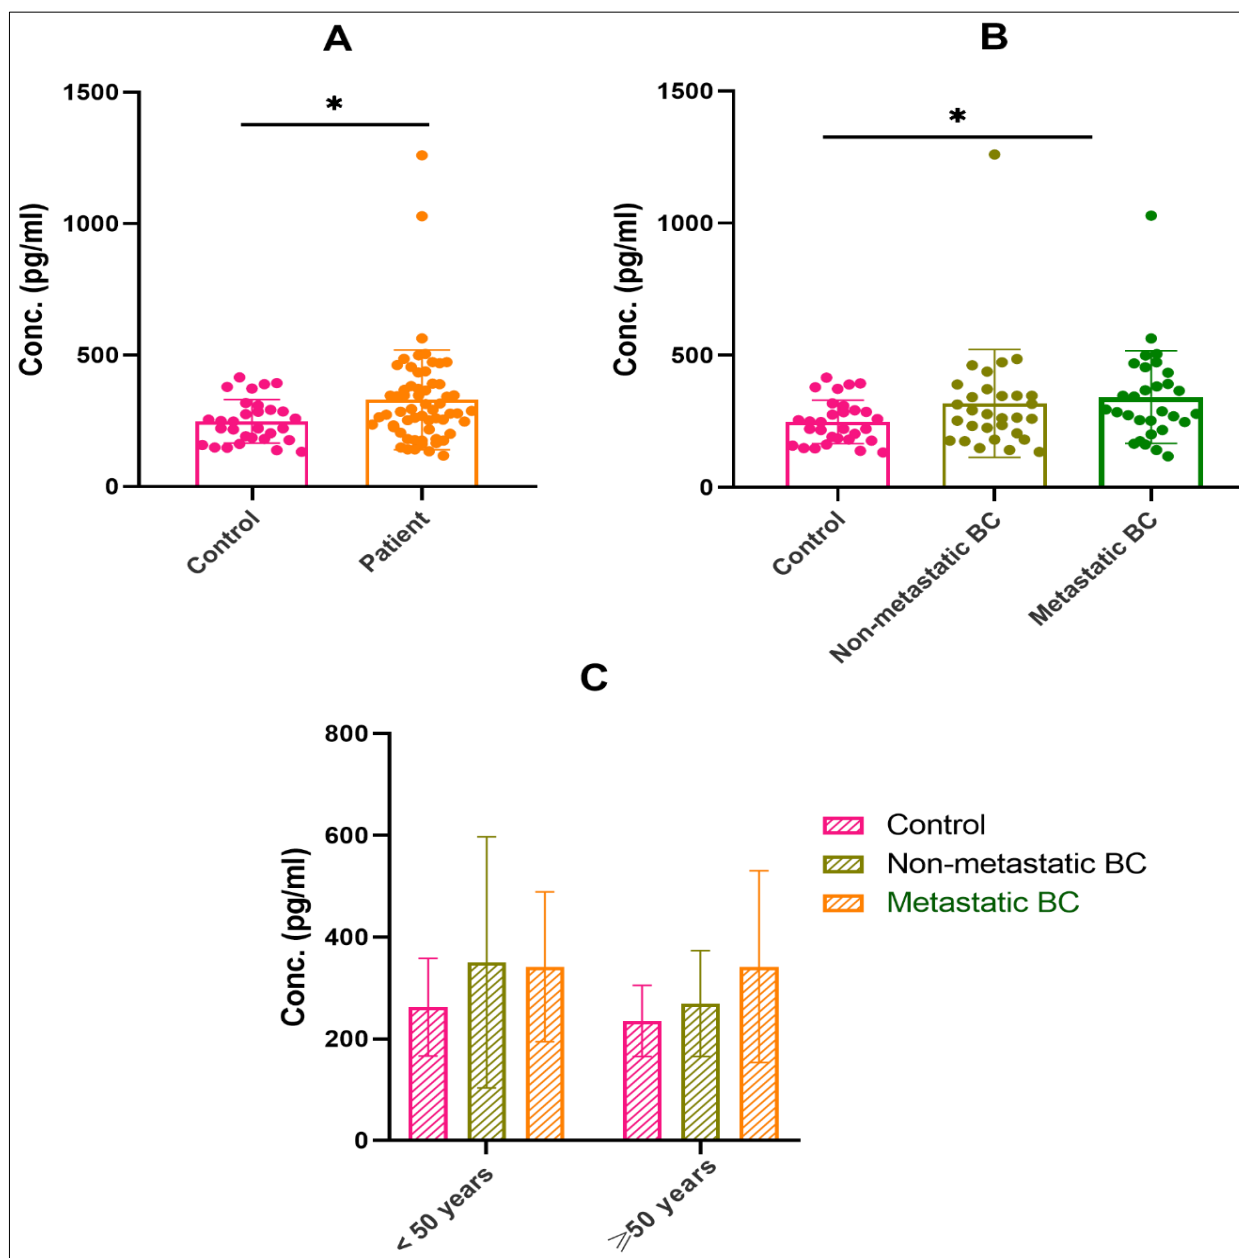 A
Conc. (pg/ml)
1500
1000
500
0
*
Control
Patient
B
Conc. (pg/ml)
1500
1000
500
0
*
Control
Non-metastatic BC
Metastatic BC
C
Conc. (pg/ml)
800
600
400
200
0
< 50 years
⩾50 years
Control
Non-metastatic BC
Metastatic BC